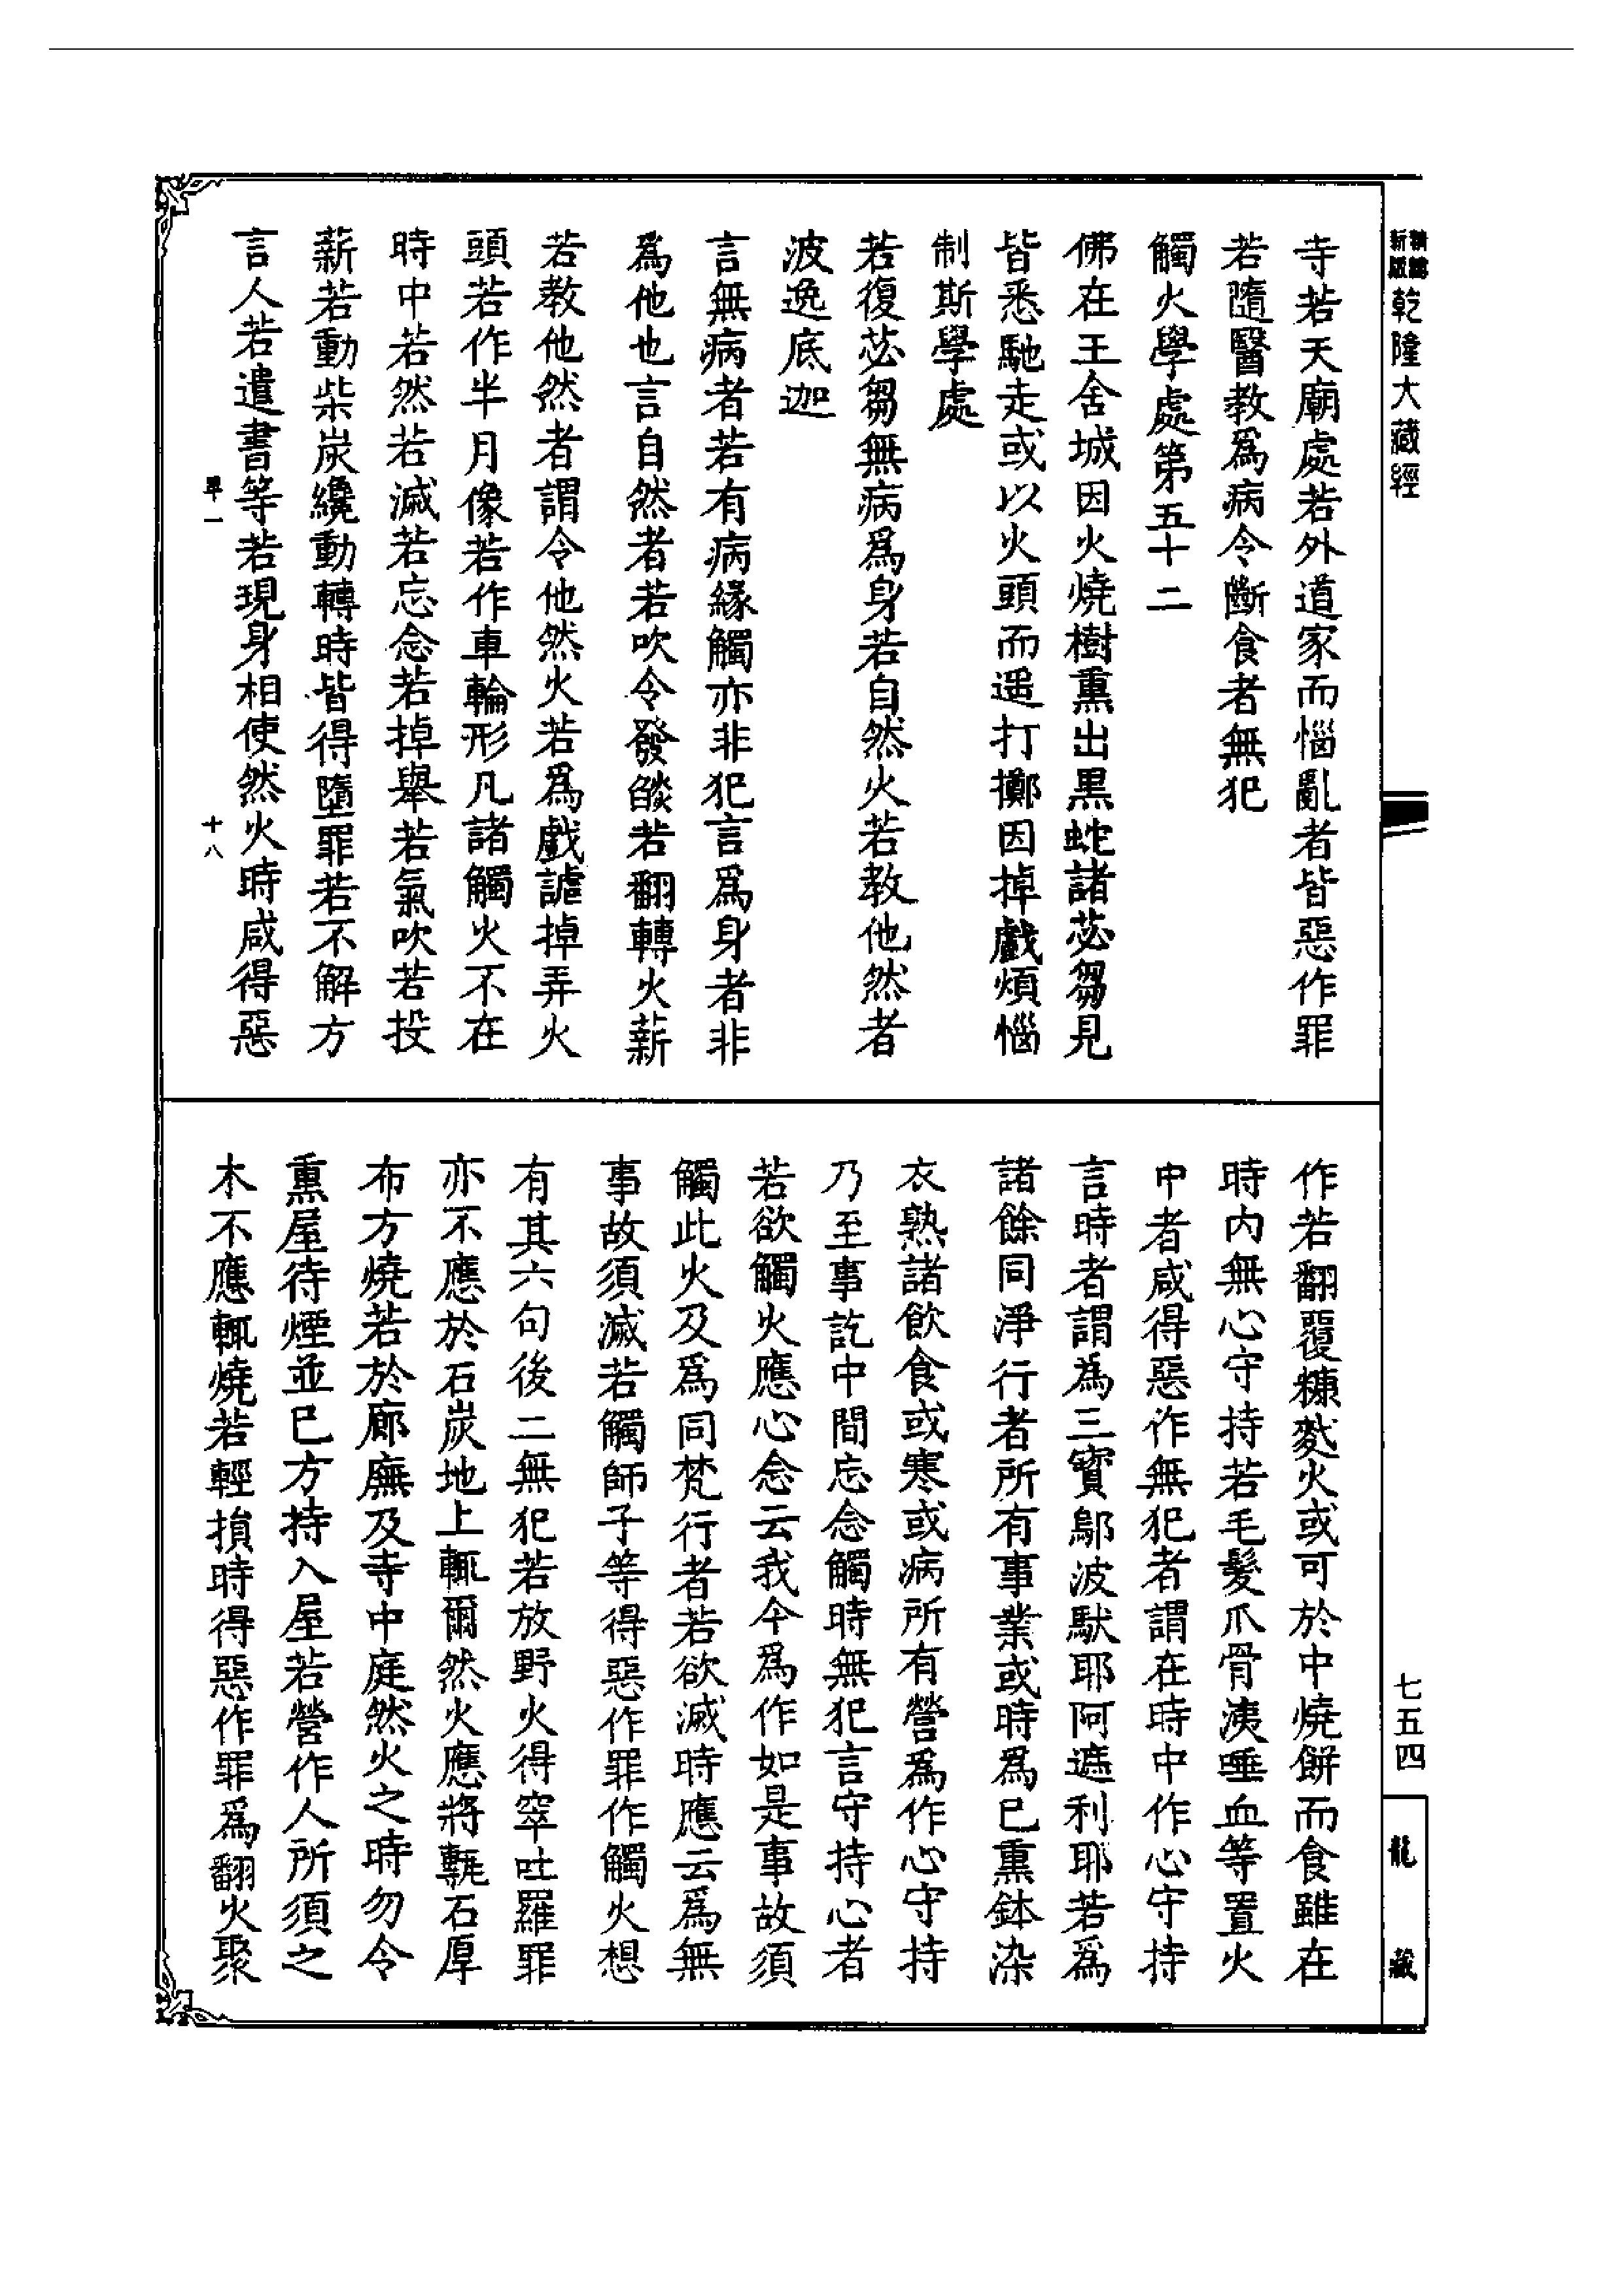 新編
新版
乾隆大藏經
寺若天廟處若外道家而惱亂者皆惡作罪
若隨醫教爲病令斷食者無犯
觸火學處第五十二
佛在王舍城因火燒樹熏出黑蛇諸苾芻見
皆悉馳走或以火頭而遥打擲因掉戲煩惱
制斯學處
若復苾芻無病爲身若自然火若教他然者
波逸底迦
言無病者若有病緣觸亦非犯言爲身者非
爲他也言自然者若吹令發燄若翻轉火薪
若教他然者謂令他然火若爲戲謔掉弄火
頭若作半月像若作車輪形凡諸觸火不在
時中若然若滅若忘念若掉舉若氣吹若投
薪若動柴炭纔動轉時皆得墮罪若不解方
言人若遣書等若現身相使然火時咸得惡
十八
作若翻覆糠䴬火或可於中燒餅而食雖在
時内無心守持若毛髮爪骨洟唾血等置火
中者咸得惡作無犯者謂在時中作心守持
言時者謂爲三寳鄔波馱耶阿遮利耶若爲
諸餘同淨行者所有事業或時爲已熏鉢染
衣熟諸飲食或寒或病所有營爲作心守持
乃至事訖中間忘念觸時無犯言守持心者
若欲觸火應心念云我今爲作如是事故須
觸此火及爲同梵行者若欲滅時應云爲無
事故須滅若觸師子等得惡作罪作觸火想
有其六句後二無犯若放野火得窣吐羅罪
亦不應於石炭地上輒爾然火應將甎石厚
布方燒若於廊廡及寺中庭然火之時勿令
熏屋待煙並已方持入屋若營作人所須之
木不應輒燒若輕損時得惡作罪爲翻火聚
七五四
龍藏